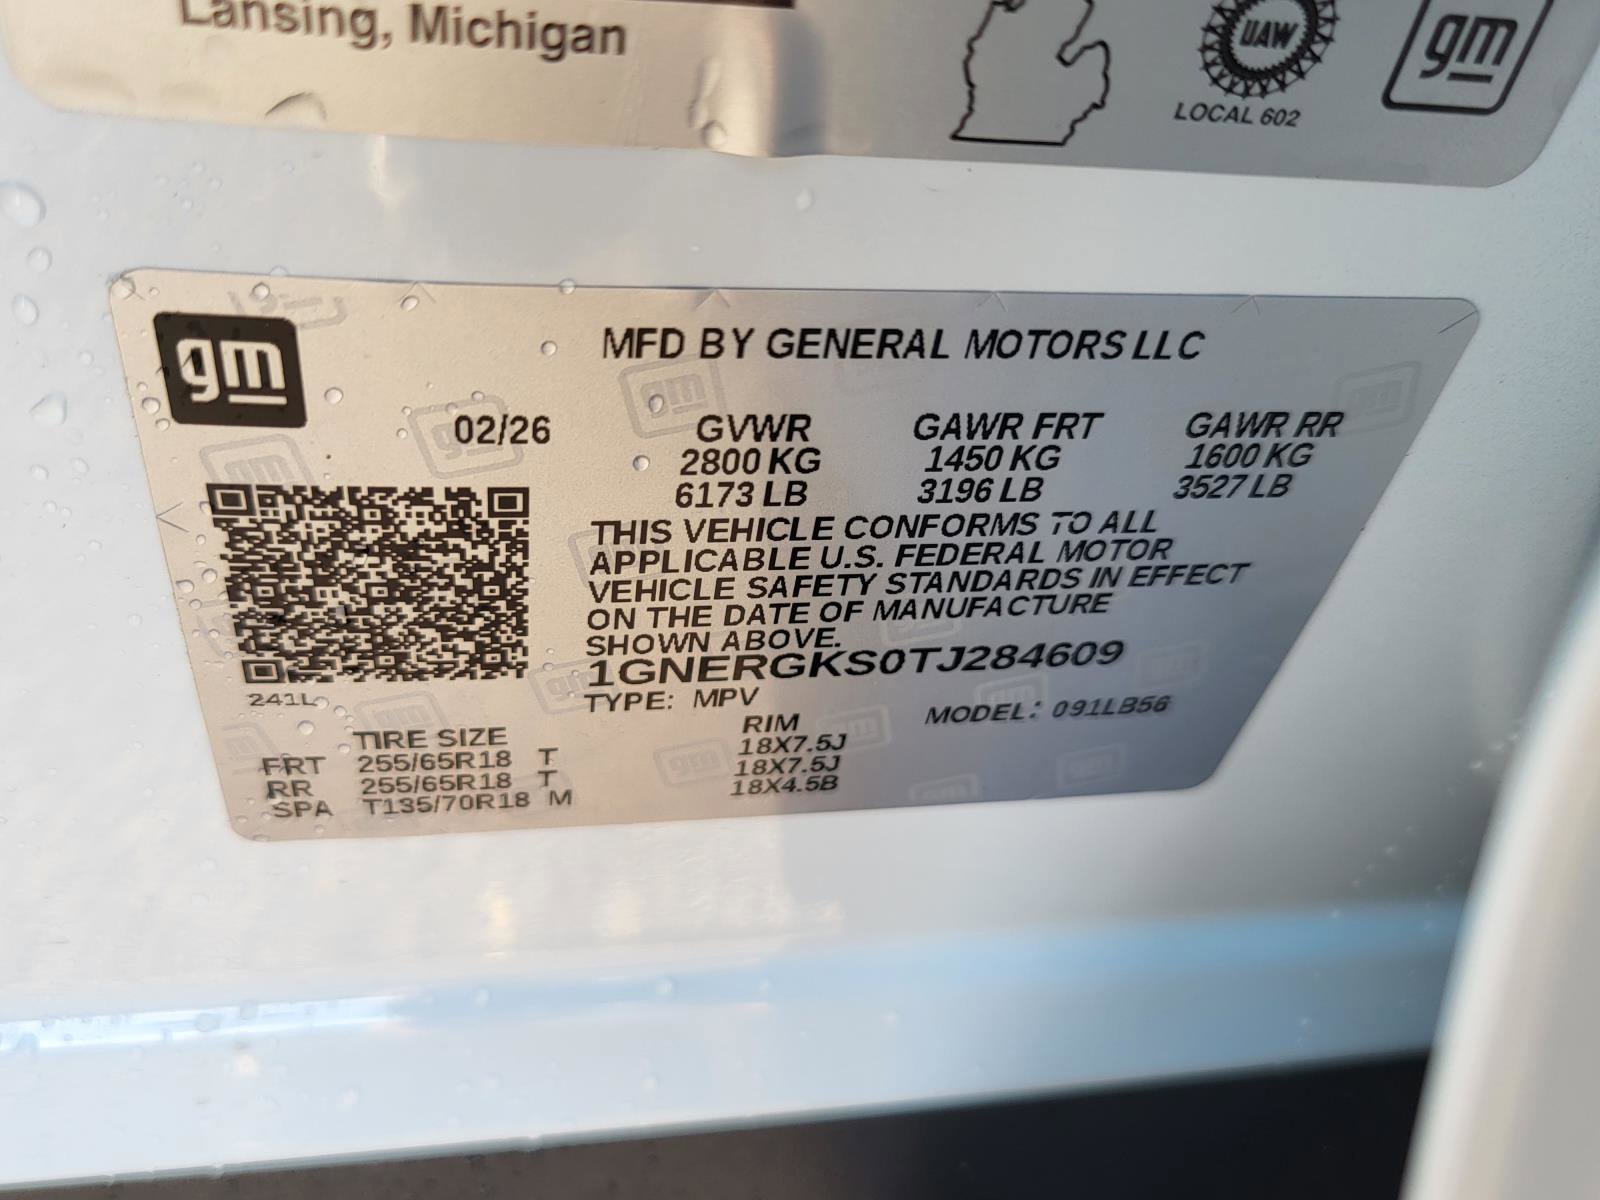 Lansing, Michigan
UAW
LOCAL 602
gm
gm
MFD BY GENERAL MOTORS LLC
02/26
GVWR GAWR FRT GAWR RR
2800 KG 1450 KG 1600 KG
6173 LB 3196 LB 3527 LB
THIS VEHICLE CONFORMS TO ALL
APPLICABLE U.S. FEDERAL MOTOR
VEHICLE SAFETY STANDARDS IN EFFECT
ON THE DATE OF MANUFACTURE
SHOWN ABOVE.
1GNERGKS0TJ284609
241L
TYPE: MPV MODEL: 091LB56
TIRE SIZE RIM
FRT 255/65R18 T 18X7.5J
RR 255/65R18 T 18X7.5J
SPA T135/70R18 M 18X4.5B